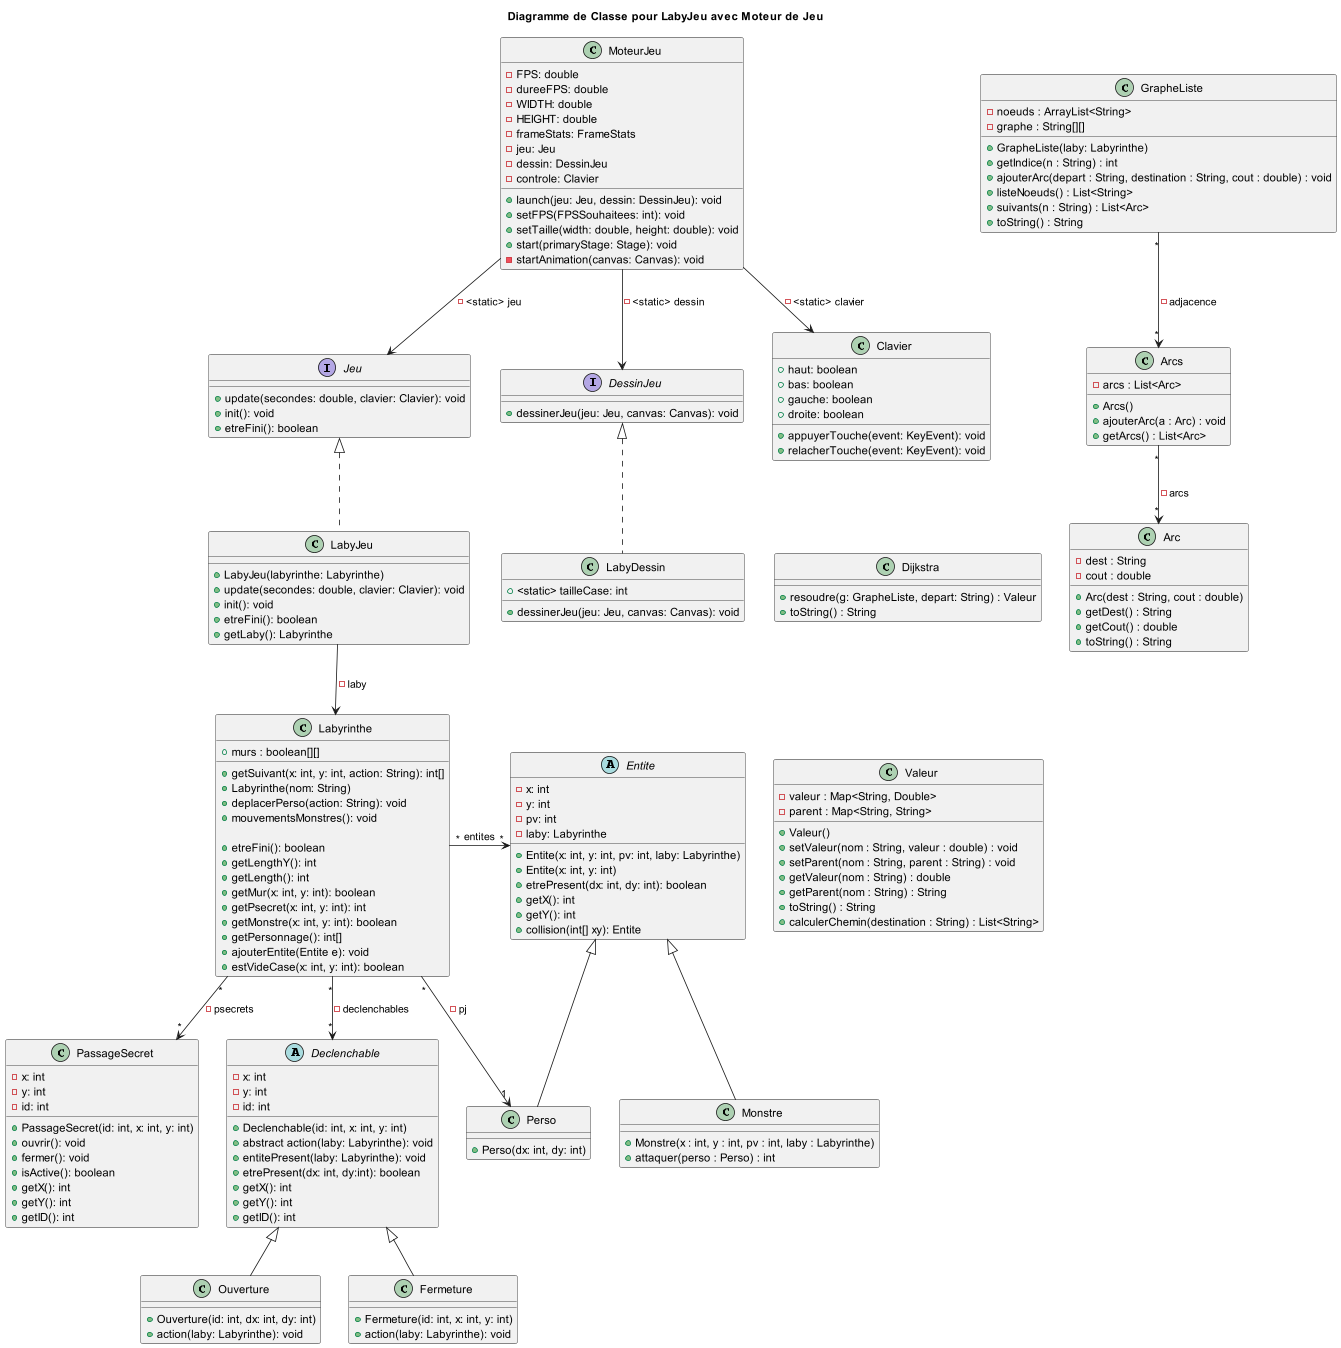 Diagramme de Classe pour LabyJeu avec Moteur de Jeu
C MoteurJeu
FPS: double
dureeFPS: double
WIDTH: double
HEIGHT: double
frameStats: FrameStats
jeu: Jeu
dessin: DessinJeu
controle: Clavier
launch(jeu: Jeu, dessin: DessinJeu): void
setFPS(FPSSouhaitees: int): void
setTaille(width: double, height: double): void
start(primaryStage: Stage): void
startAnimation(canvas: Canvas): void
C GrapheListe
noeuds : ArrayList<String>
graphe : String[][]
GrapheListe(laby: Labyrinthe)
getIndice(n : String) : int
ajouterArc(depart : String, destination : String, cout : double) : void
listeNoeuds() : List<String>
suivants(n : String) : List<Arc>
toString() : String
<static> jeu
<static> dessin
<static> clavier
*
adjacence
*
I Jeu
update(secondes: double, clavier: Clavier): void
init(): void
etreFini(): boolean
I DessinJeu
dessinerJeu(jeu: Jeu, canvas: Canvas): void
C Clavier
haut: boolean
bas: boolean
gauche: boolean
droite: boolean
appuyerTouche(event: KeyEvent): void
relacherTouche(event: KeyEvent): void
C Arcs
arcs : List<Arc>
Arcs()
ajouterArc(a : Arc) : void
getArcs() : List<Arc>
*
arcs
*
C LabyJeu
LabyJeu(labyrinthe: Labyrinthe)
update(secondes: double, clavier: Clavier): void
init(): void
etreFini(): boolean
getLaby(): Labyrinthe
C LabyDessin
<static> tailleCase: int
dessinerJeu(jeu: Jeu, canvas: Canvas): void
C Dijkstra
resoudre(g: GrapheListe, depart: String) : Valeur
toString() : String
C Arc
dest : String
cout : double
Arc(dest : String, cout : double)
getDest() : String
getCout() : double
toString() : String
laby
C Labyrinthe
murs : boolean[][]
getSuivant(x: int, y: int, action: String): int[]
Labyrinthe(nom: String)
deplacerPerso(action: String): void
mouvementsMonstres(): void
etreFini(): boolean
getLengthY(): int
getLength(): int
getMur(x: int, y: int): boolean
getPsecret(x: int, y: int): int
getMonstre(x: int, y: int): boolean
getPersonnage(): int[]
ajouterEntite(Entite e): void
estVideCase(x: int, y: int): boolean
* entites *
A Entite
x: int
y: int
pv: int
laby: Labyrinthe
Entite(x: int, y: int, pv: int, laby: Labyrinthe)
Entite(x: int, y: int)
etrePresent(dx: int, dy: int): boolean
getX(): int
getY(): int
collision(int[] xy): Entite
C Valeur
valeur : Map<String, Double>
parent : Map<String, String>
Valeur()
setValeur(nom : String, valeur : double) : void
setParent(nom : String, parent : String) : void
getValeur(nom : String) : double
getParent(nom : String) : String
toString() : String
calculerChemin(destination : String) : List<String>
* * *
psecrets
declenchables
pj
* * 1
C PassageSecret
x: int
y: int
id: int
PassageSecret(id: int, x: int, y: int)
ouvrir(): void
fermer(): void
isActive(): boolean
getX(): int
getY(): int
getID(): int
A Declenchable
x: int
y: int
id: int
Declenchable(id: int, x: int, y: int)
abstract action(laby: Labyrinthe): void
entitePresent(laby: Labyrinthe): void
etrePresent(dx: int, dy:int): boolean
getX(): int
getY(): int
getID(): int
C Perso
Perso(dx: int, dy: int)
C Monstre
Monstre(x : int, y : int, pv : int, laby : Labyrinthe)
attaquer(perso : Perso) : int
C Ouverture
Ouverture(id: int, dx: int, dy: int)
action(laby: Labyrinthe): void
C Fermeture
Fermeture(id: int, x: int, y: int)
action(laby: Labyrinthe): void